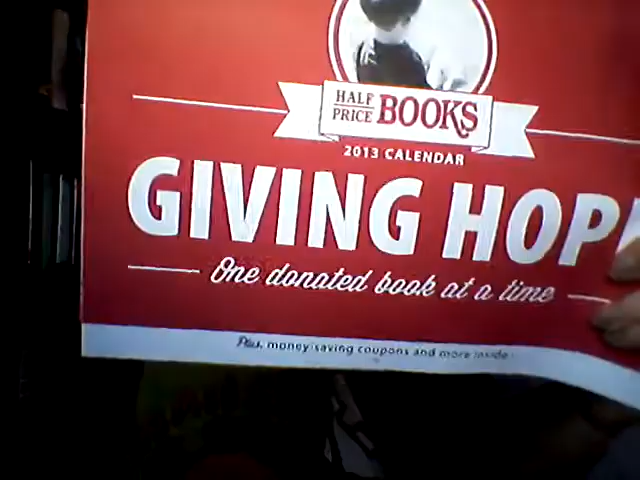 HALF PRICE BOOKS
2013 CALENDAR
GIVING HOP
One donated book at a time
Plus, money-saving coupons and more inside